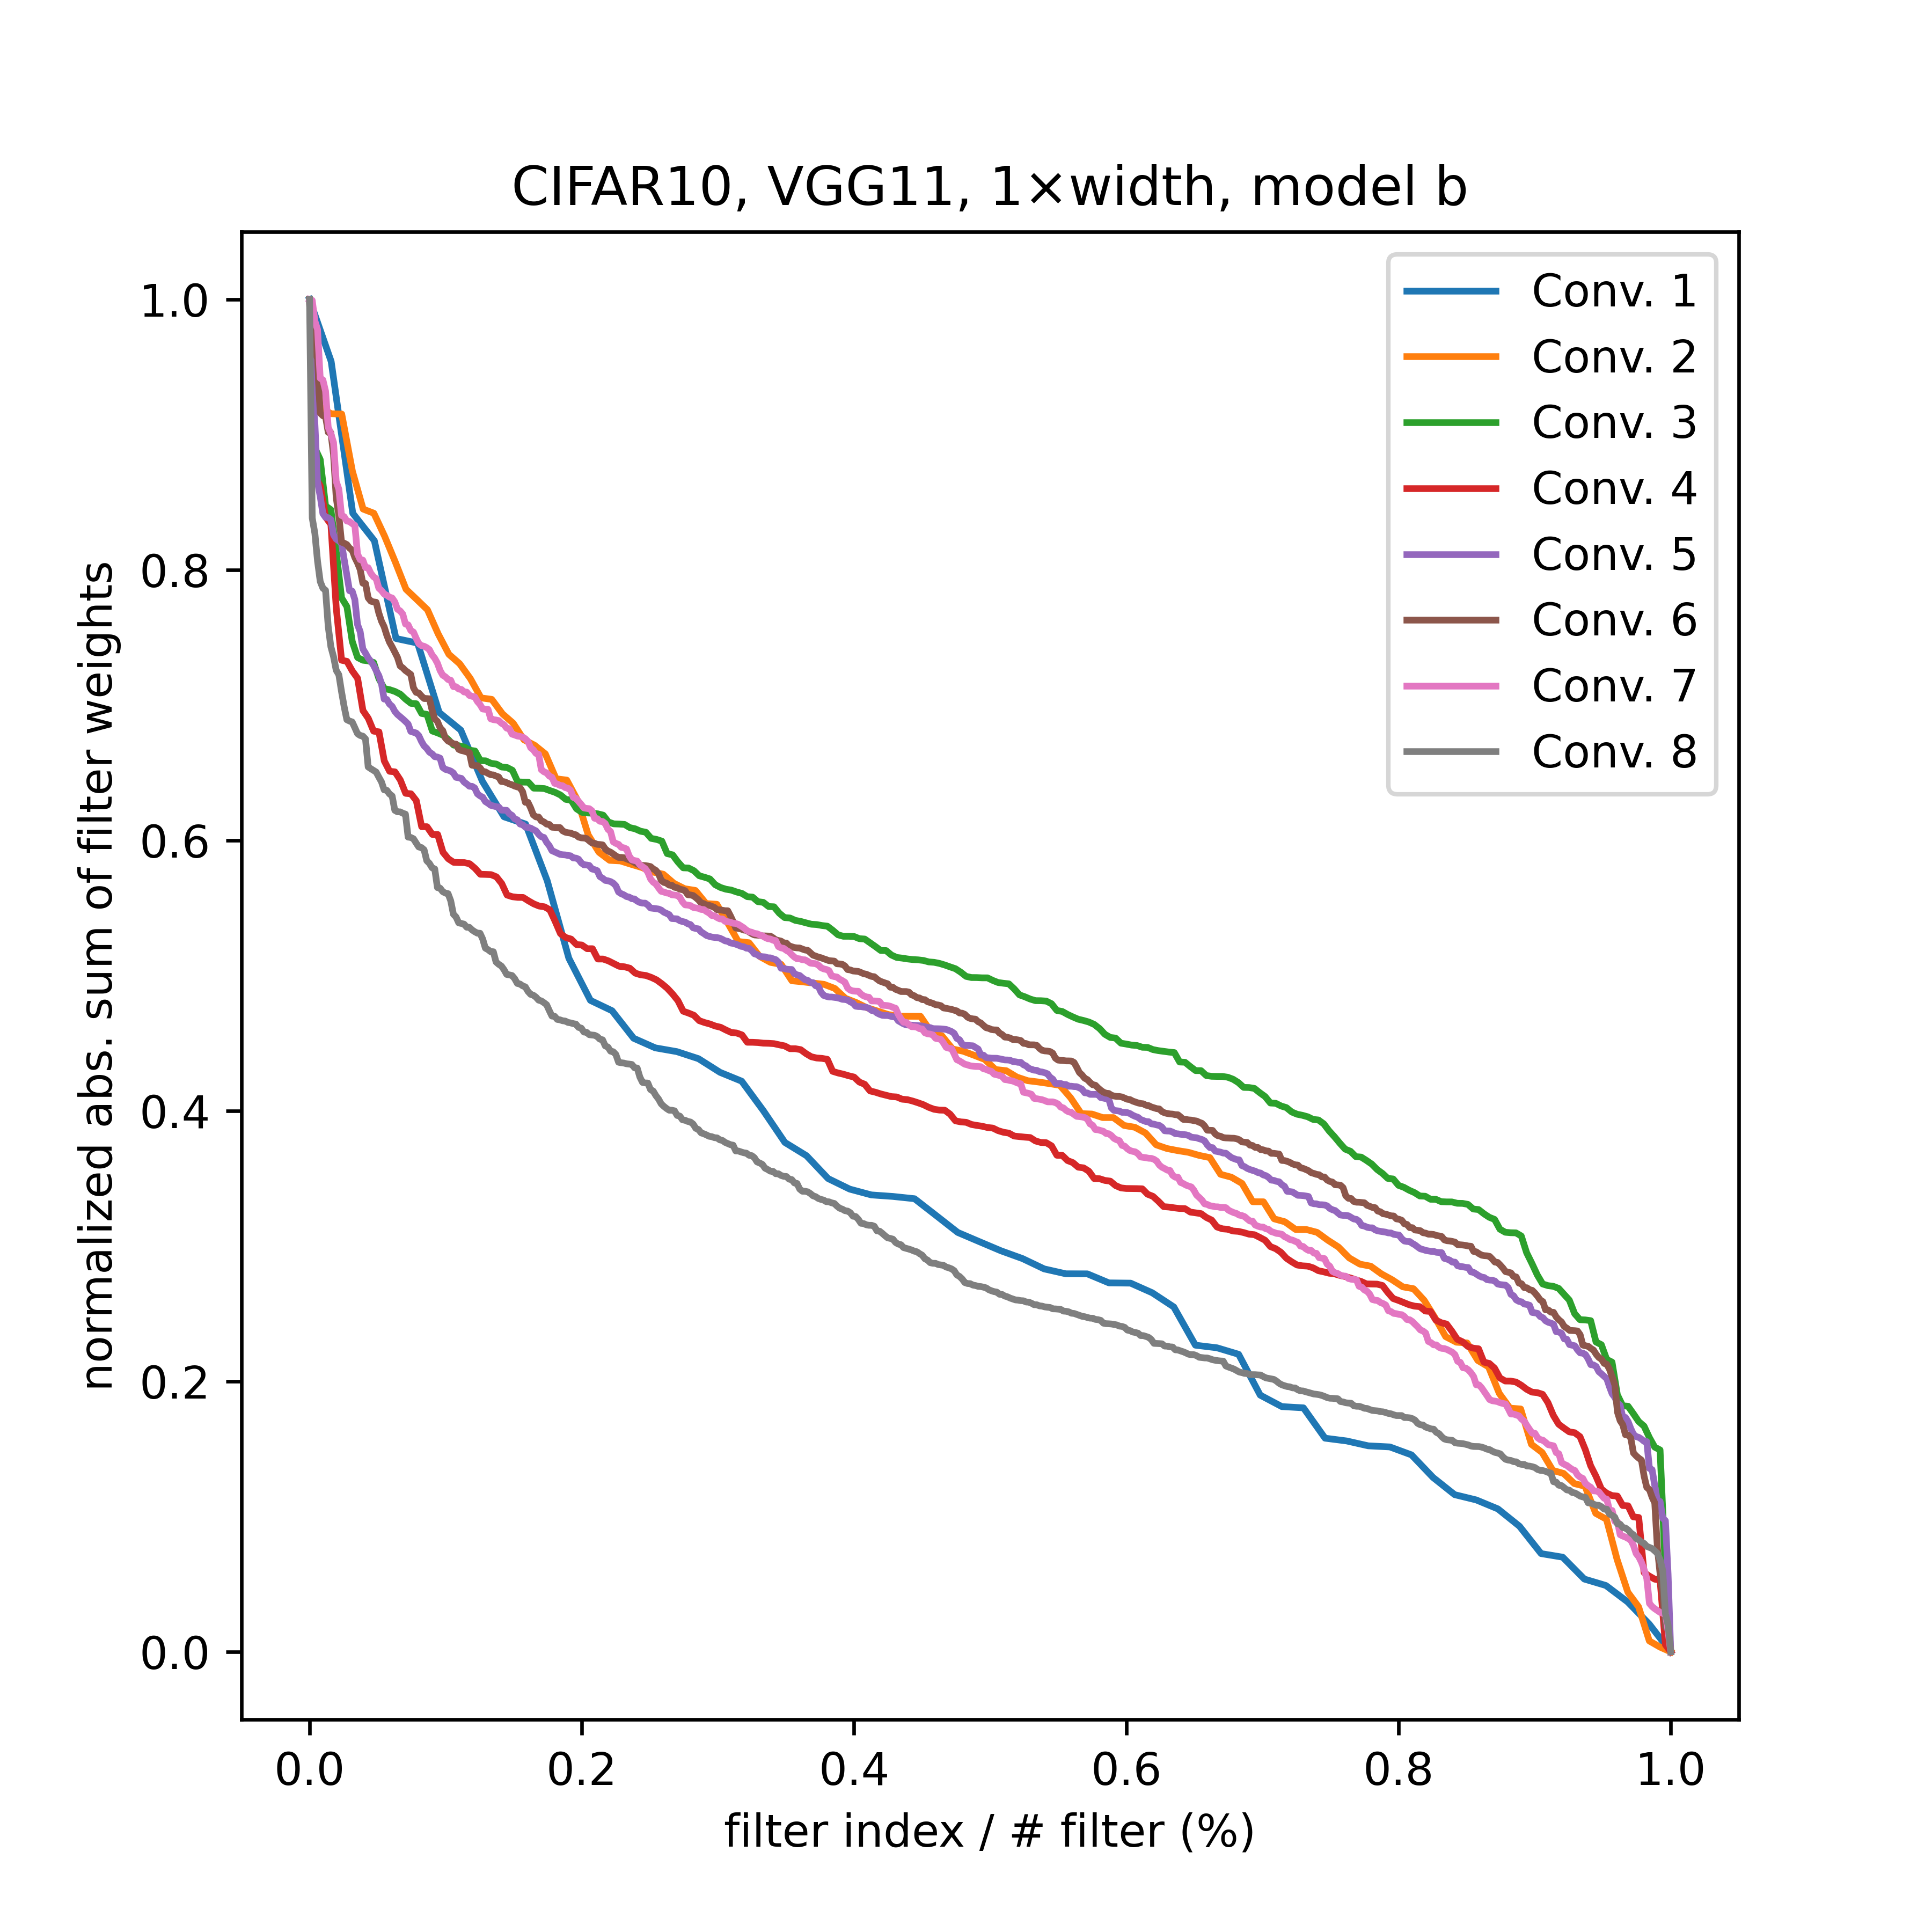 CIFAR10, VGG11, 1×width, model b
normalized abs. sum of filter weights
1.0
0.8
0.6
0.4
0.2
0.0
Conv. 1
Conv. 2
Conv. 3
Conv. 4
Conv. 5
Conv. 6
Conv. 7
Conv. 8
0.0 0.2 0.4 0.6 0.8 1.0
filter index / # filter (%)